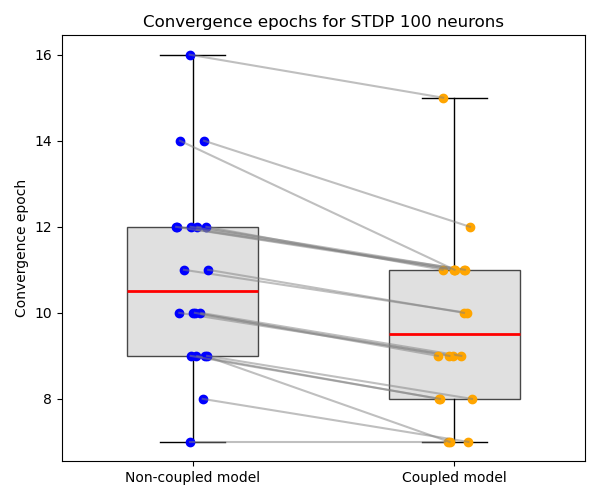 Convergence epochs for STDP 100 neurons
Convergence epoch
16
14
12
10
8
Non-coupled model
Coupled model